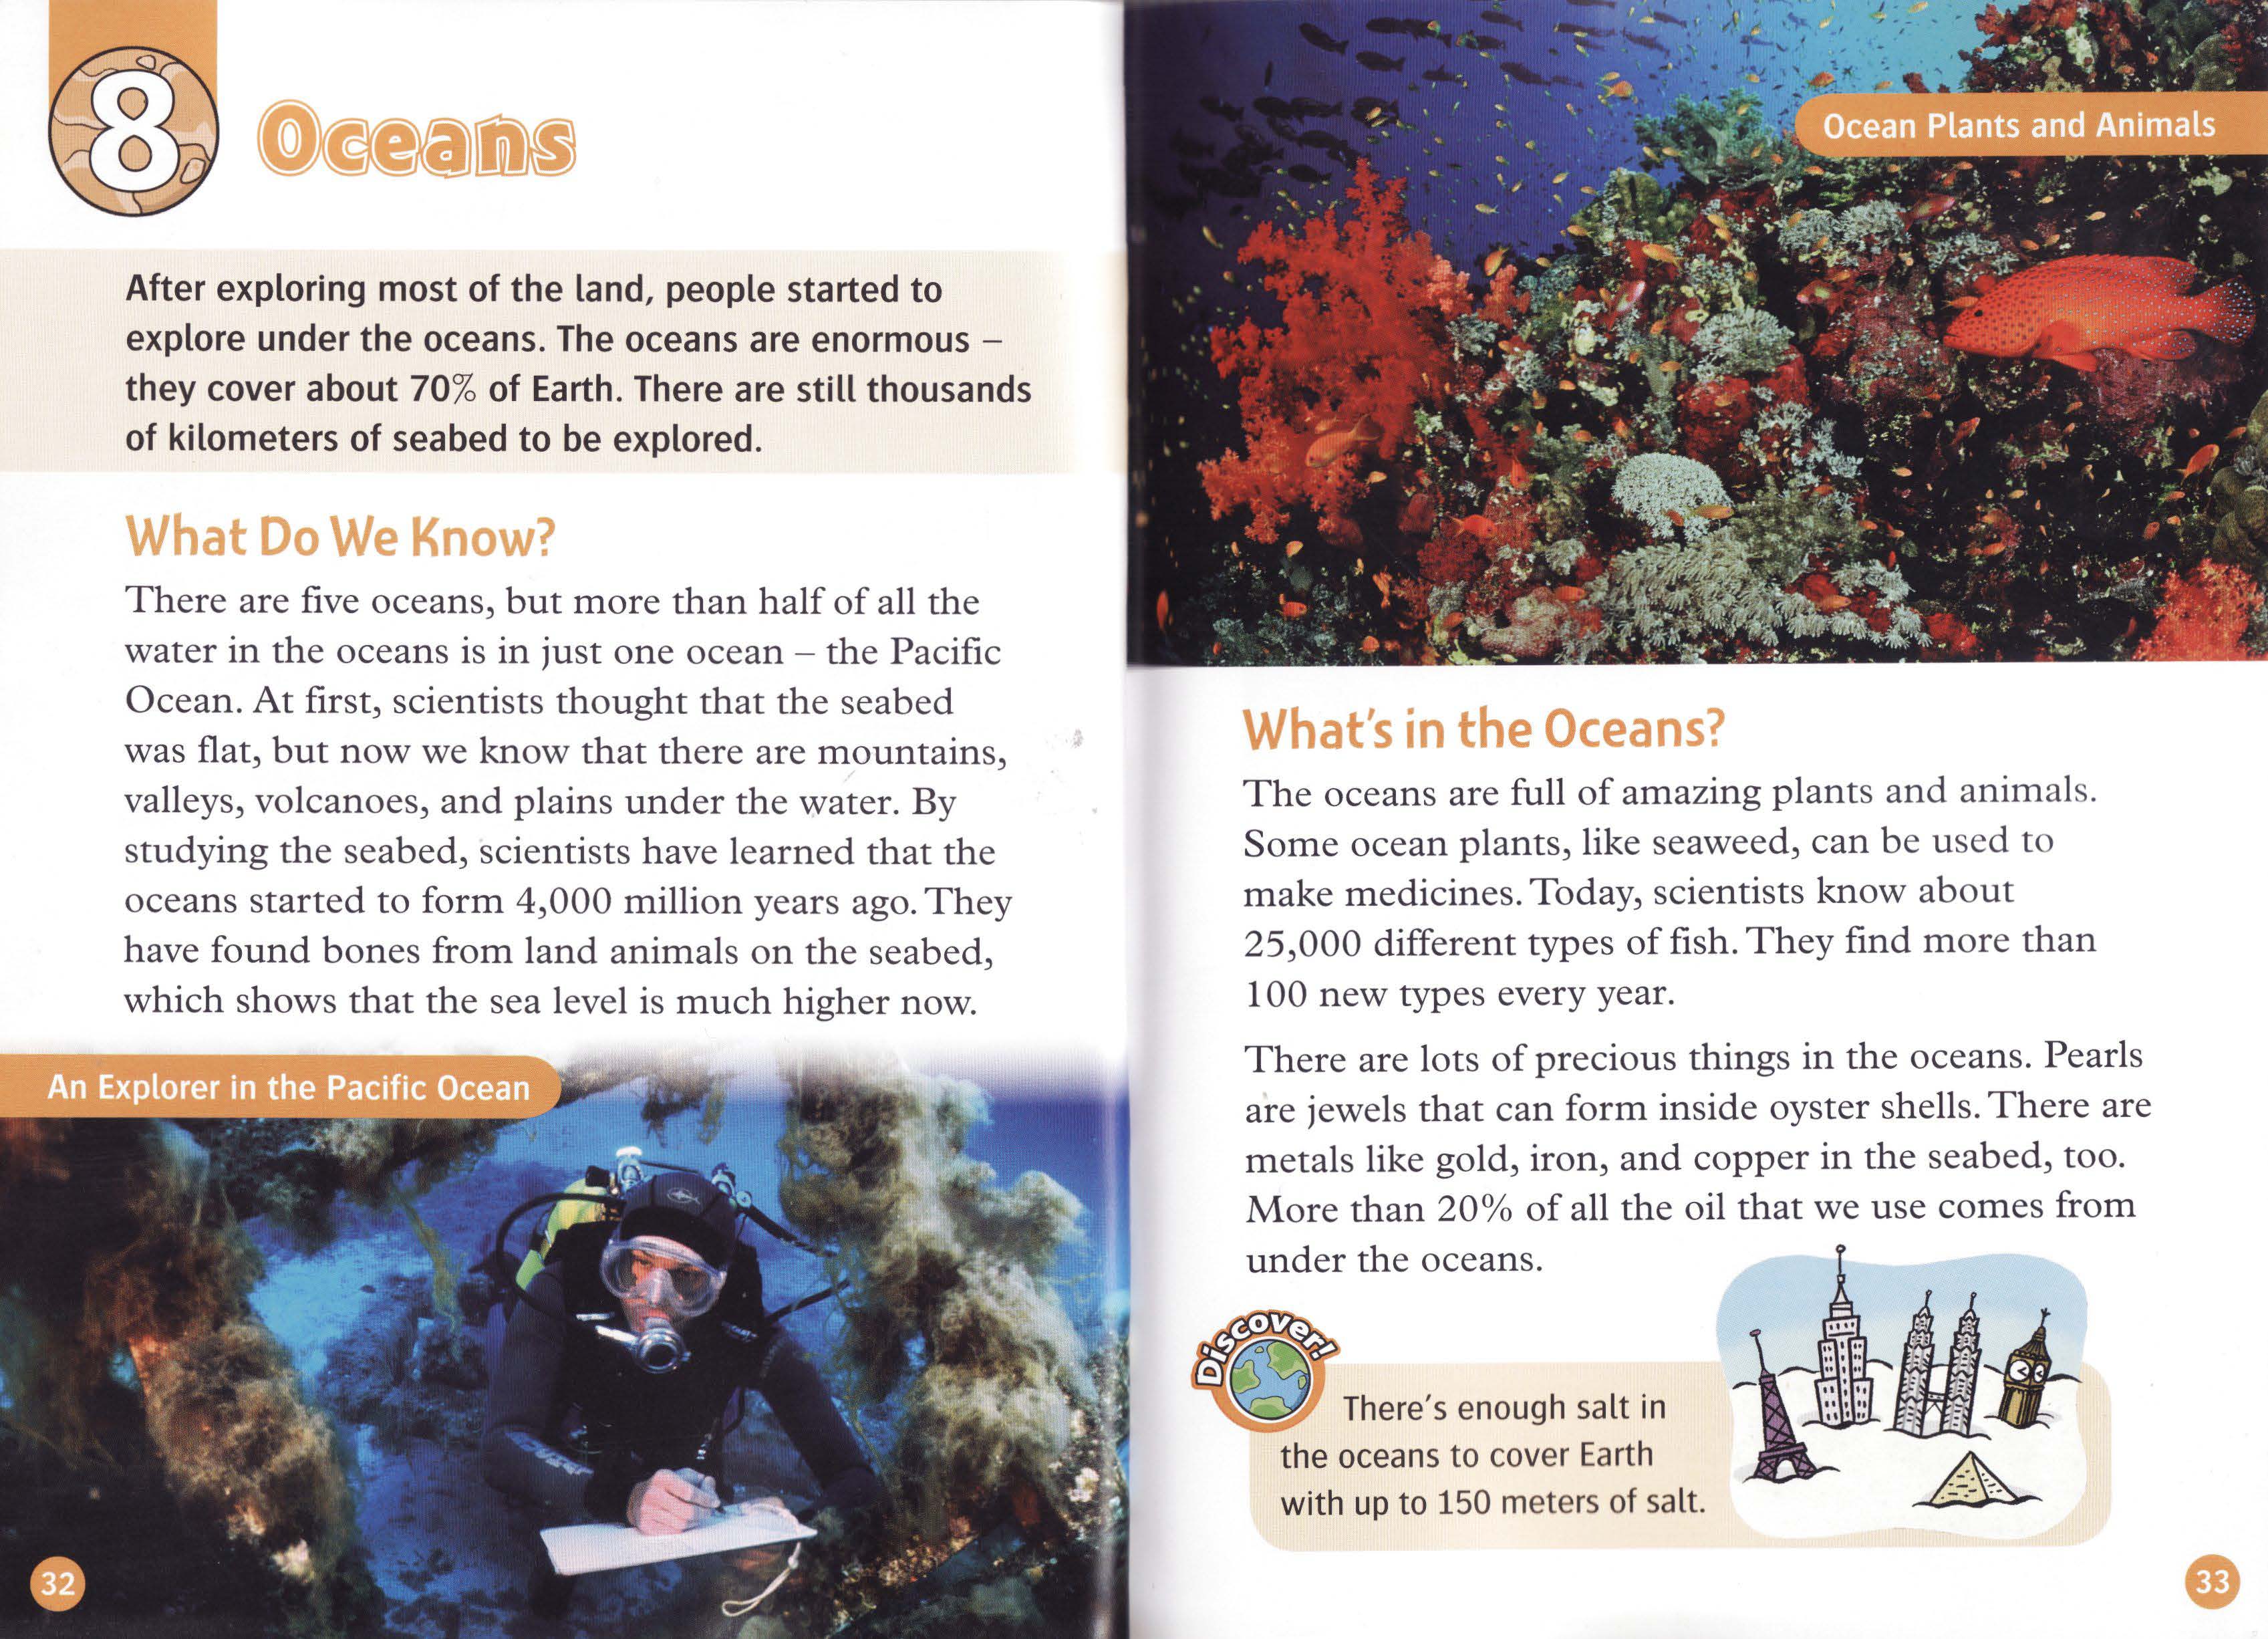 8
Oceans
After exploring most of the land, people started to
explore under the oceans. The oceans are enormous –
they cover about 70% of Earth. There are still thousands
of kilometers of seabed to be explored.
What Do We Know?
There are five oceans, but more than half of all the
water in the oceans is in just one ocean – the Pacific
Ocean. At first, scientists thought that the seabed
was flat, but now we know that there are mountains,
valleys, volcanoes, and plains under the water. By
studying the seabed, scientists have learned that the
oceans started to form 4,000 million years ago. They
have found bones from land animals on the seabed,
which shows that the sea level is much higher now.
An Explorer in the Pacific Ocean
32
Ocean Plants and Animals
What's in the Oceans?
The oceans are full of amazing plants and animals.
Some ocean plants, like seaweed, can be used to
make medicines. Today, scientists know about
25,000 different types of fish. They find more than
100 new types every year.
There are lots of precious things in the oceans. Pearls
are jewels that can form inside oyster shells. There are
metals like gold, iron, and copper in the seabed, too.
More than 20% of all the oil that we use comes from
under the oceans.
Discover!
There's enough salt in
the oceans to cover Earth
with up to 150 meters of salt.
33